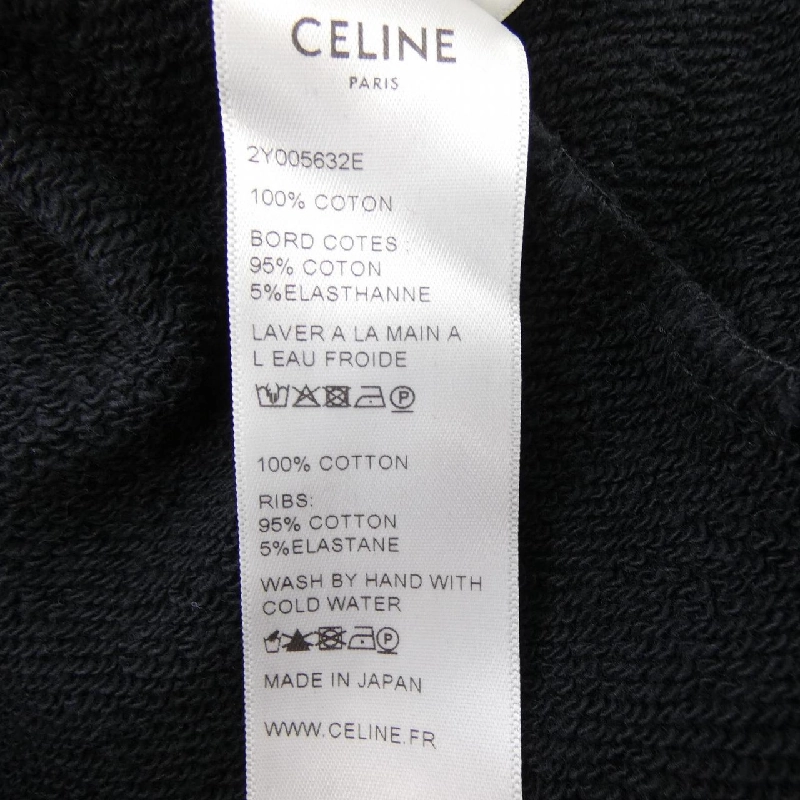 CELINE
PARIS
2Y005632E
100% COTON
BORD COTES :
95% COTON
5%ELASTHANNE
LAVER A LA MAIN A
L EAU FROIDE
P
100% COTTON
RIBS:
95% COTTON
5%ELASTANE
WASH BY HAND WITH
COLD WATER
P
MADE IN JAPAN
WWW.CELINE.FR